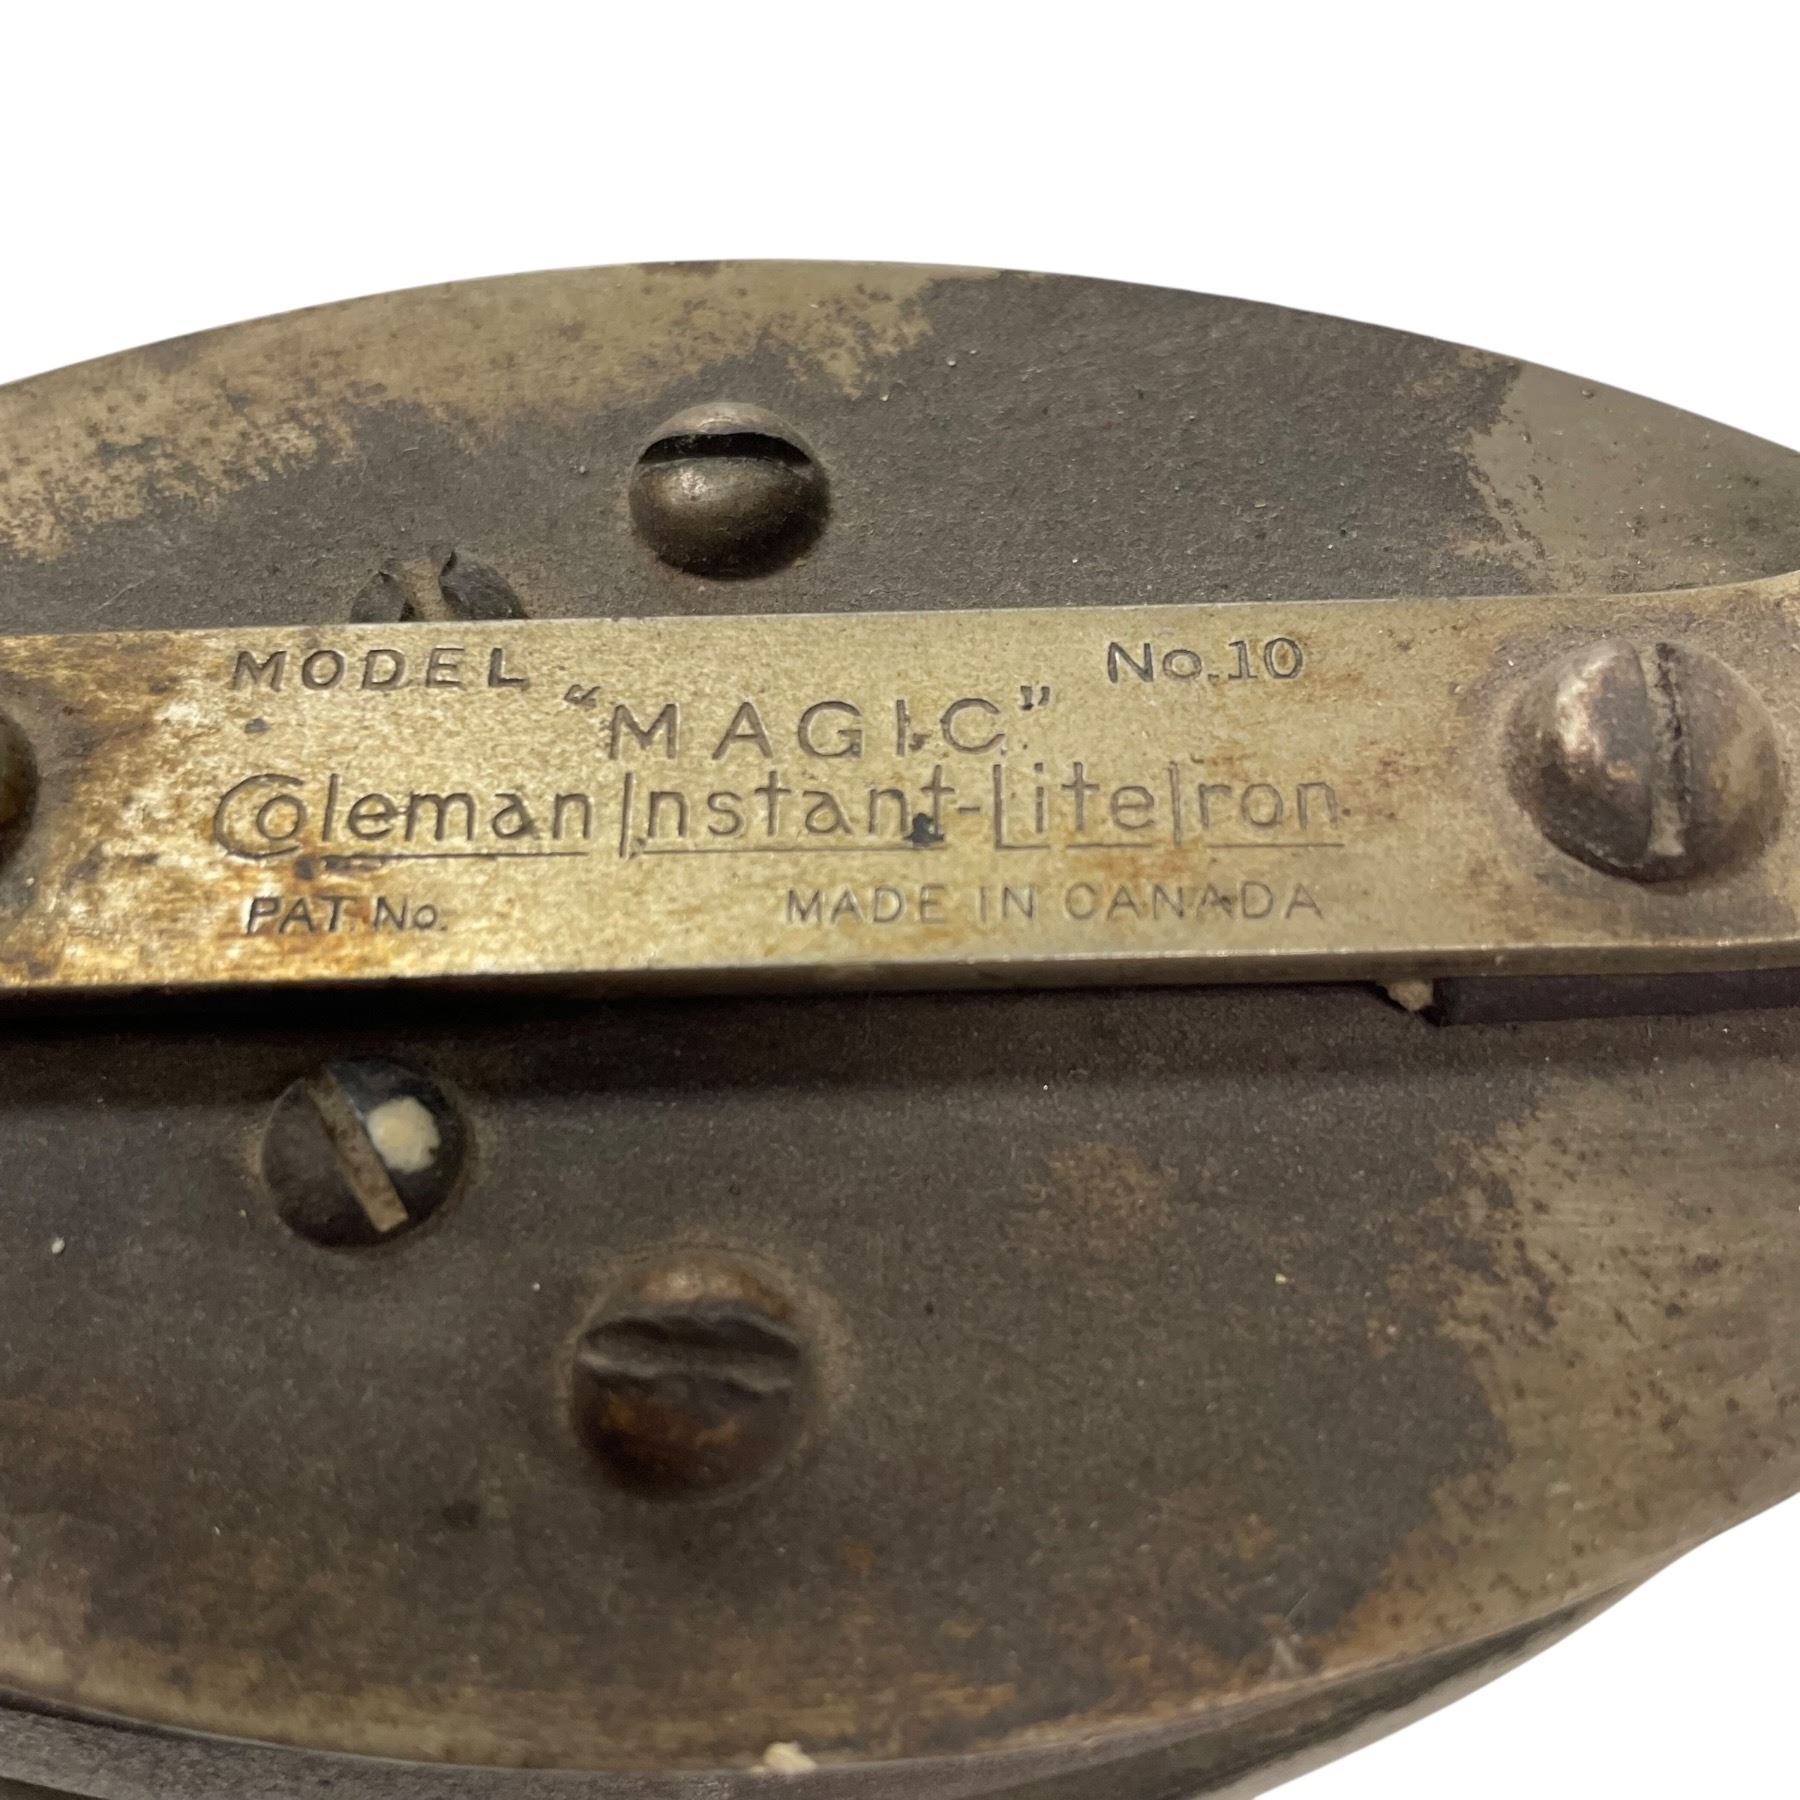 MODEL No.10
"MAGIC"
Coleman Instant-Lite Iron
PAT. No. MADE IN CANADA